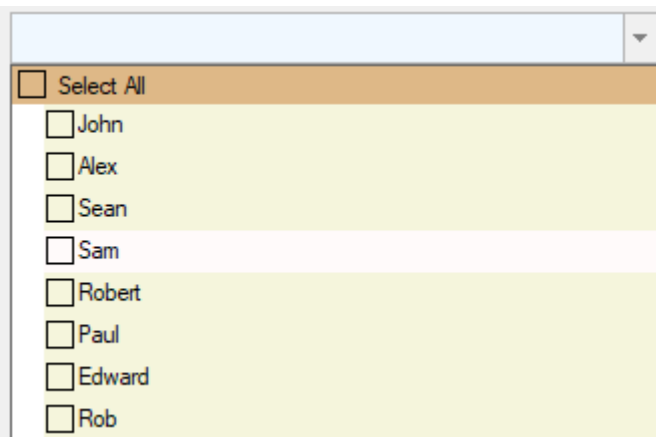 Select All
John
Alex
Sean
Sam
Robert
Paul
Edward
Rob